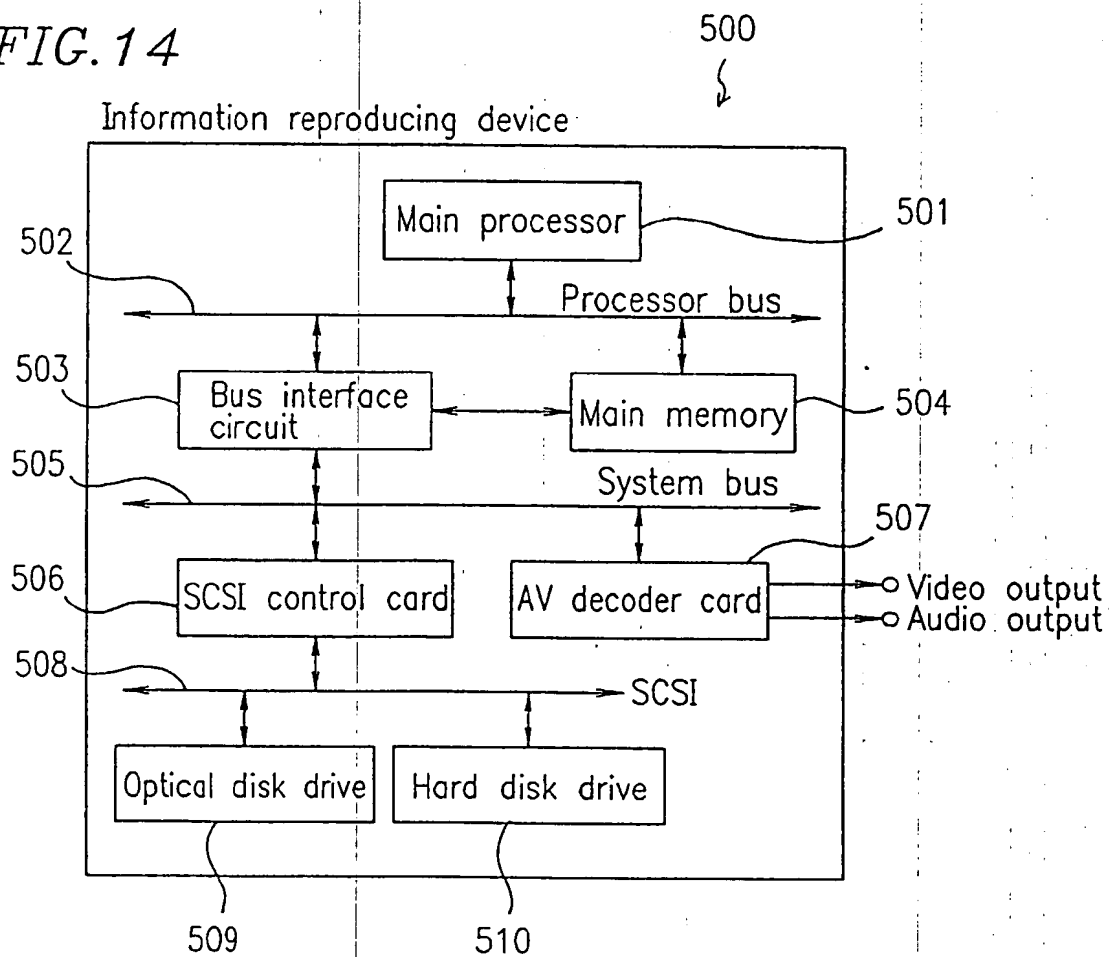 FIG.14
500
Information reproducing device
Main processor
501
502
Processor bus
503
Bus interface
circuit
Main memory
504
505
System bus
507
506
SCSI control card
AV decoder card
Video output
Audio output
508
SCSI
Optical disk drive
Hard disk drive
509
510